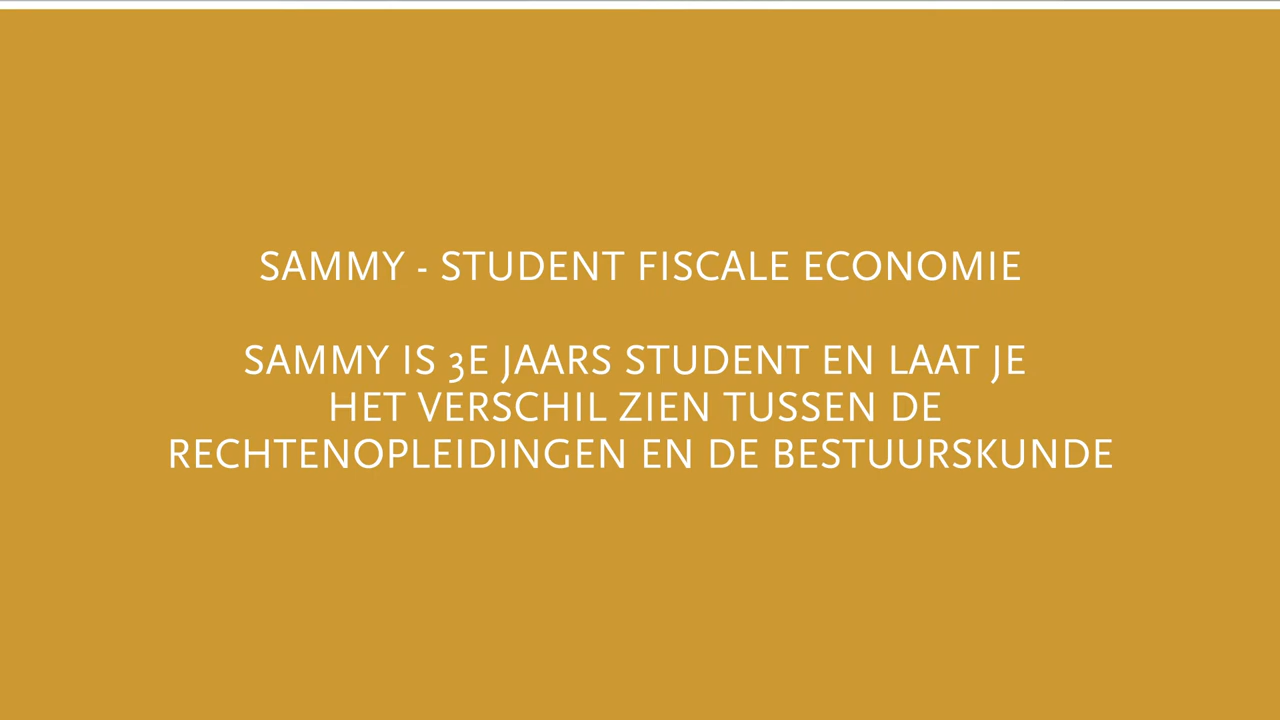 SAMMY - STUDENT FISCALE ECONOMIE
SAMMY IS 3E JAARS STUDENT EN LAAT JE
HET VERSCHIL ZIEN TUSSEN DE
RECHTENOPLEIDINGEN EN DE BESTUURSKUNDE